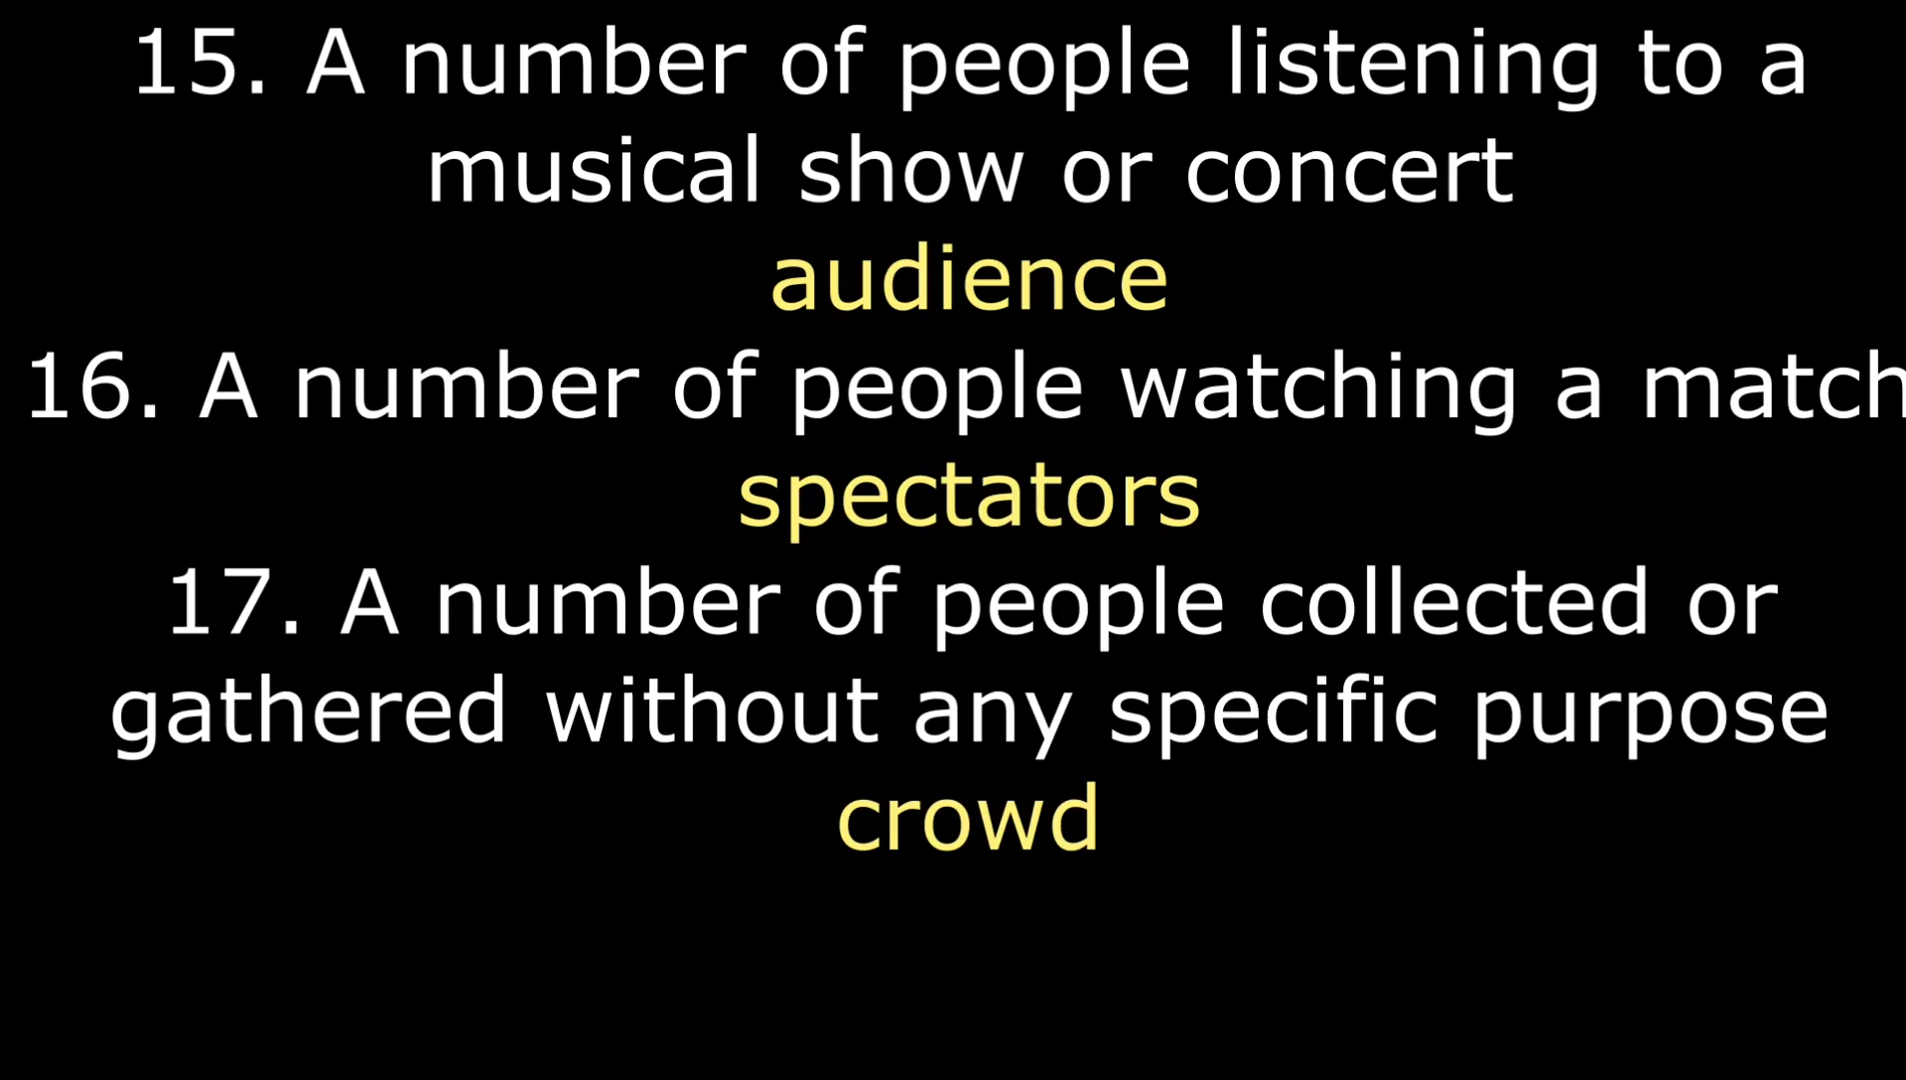 15. A number of people listening to a
musical show or concert
audience
16. A number of people watching a match
spectators
17. A number of people collected or
gathered without any specific purpose
crowd